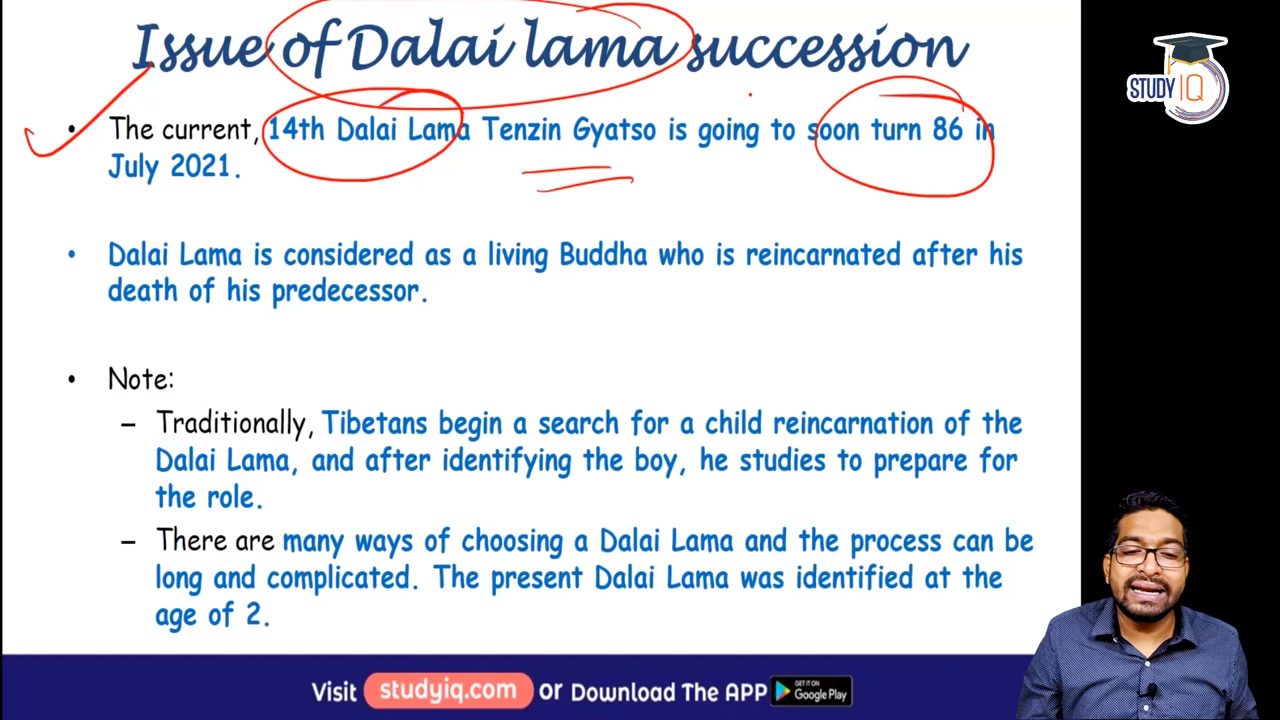 Issue of Dalai lama succession
STUDY IQ
• The current, 14th Dalai Lama Tenzin Gyatso is going to soon turn 86 in
July 2021.
• Dalai Lama is considered as a living Buddha who is reincarnated after his
death of his predecessor.
• Note:
– Traditionally, Tibetans begin a search for a child reincarnation of the
Dalai Lama, and after identifying the boy, he studies to prepare for
the role.
– There are many ways of choosing a Dalai Lama and the process can be
long and complicated. The present Dalai Lama was identified at the
age of 2.
Visit studyiq.com or Download The APP GET IT ON Google Play